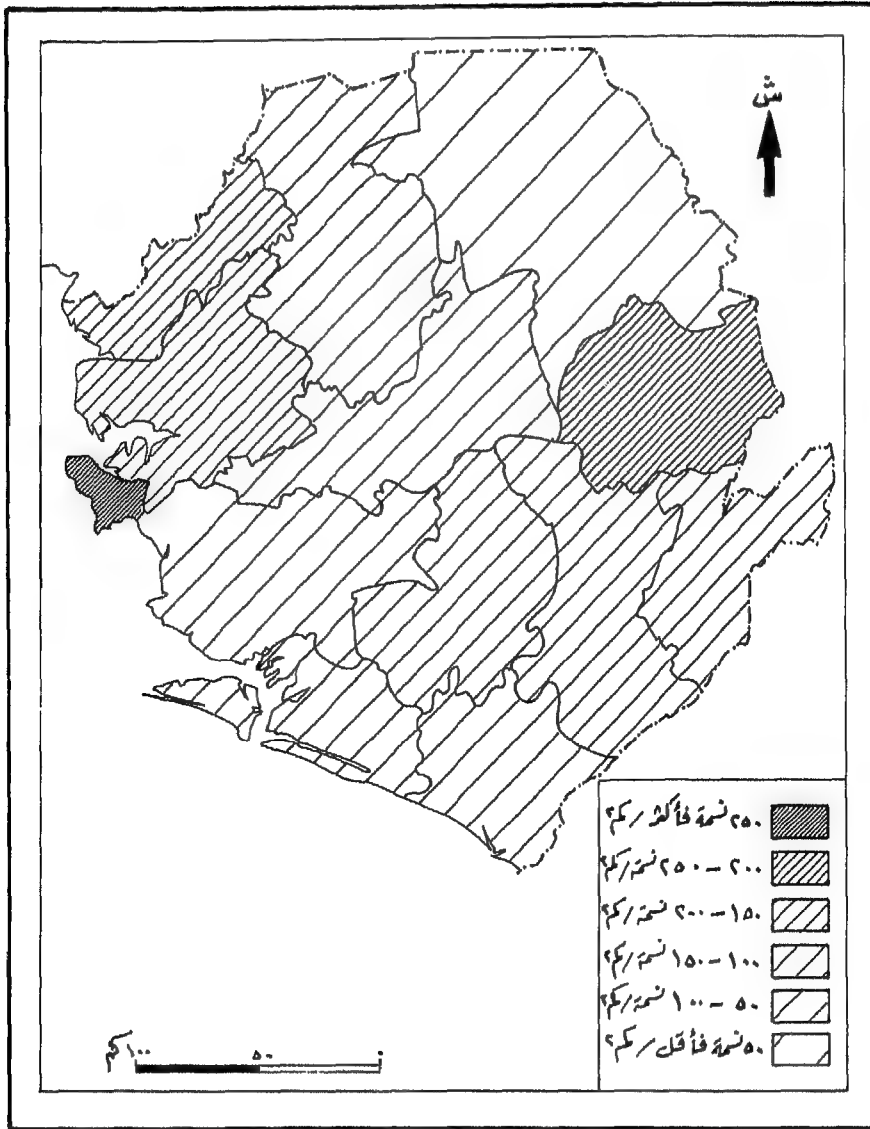 ش
٢٥٠ نسمة فأكثر/كم٢
٢٠٠ – ٢٥٠ نسمة/كم٢
١٥٠ – ٢٠٠ نسمة/كم٢
١٠٠ – ١٥٠ نسمة/كم٢
٥٠ – ١٠٠ نسمة/كم٢
٥٠ نسمة فأقل/كم٢
٠ ٥٠ ١٠٠ كم